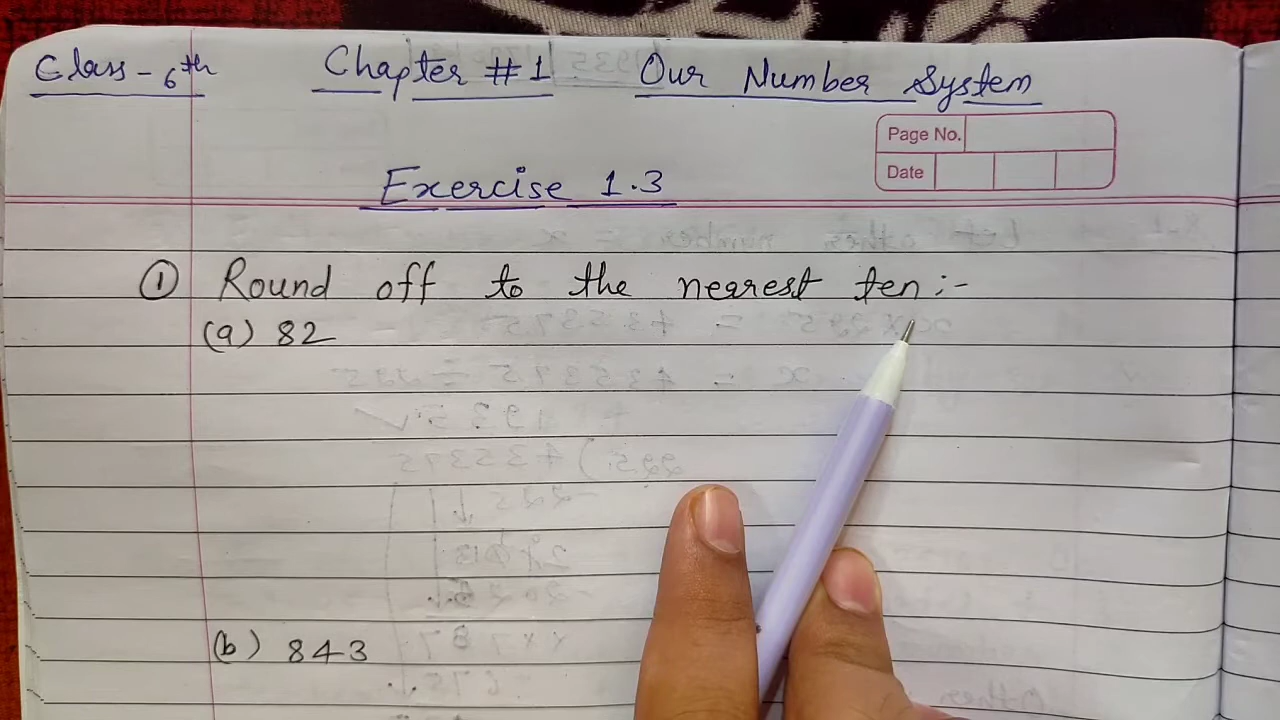 Class - 6th Chapter # 1 Our Number System
Page No.
Date
Exercise 1.3
① Round off to the nearest ten :-
(a) 82
(b) 843